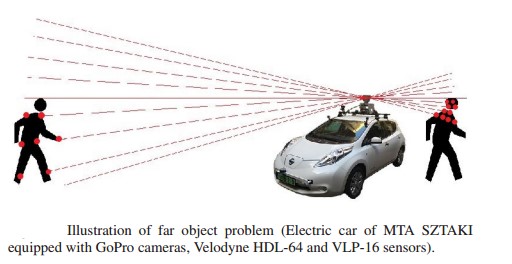 Illustration of far object problem (Electric car of MTA SZTAKI
equipped with GoPro cameras, Velodyne HDL-64 and VLP-16 sensors).